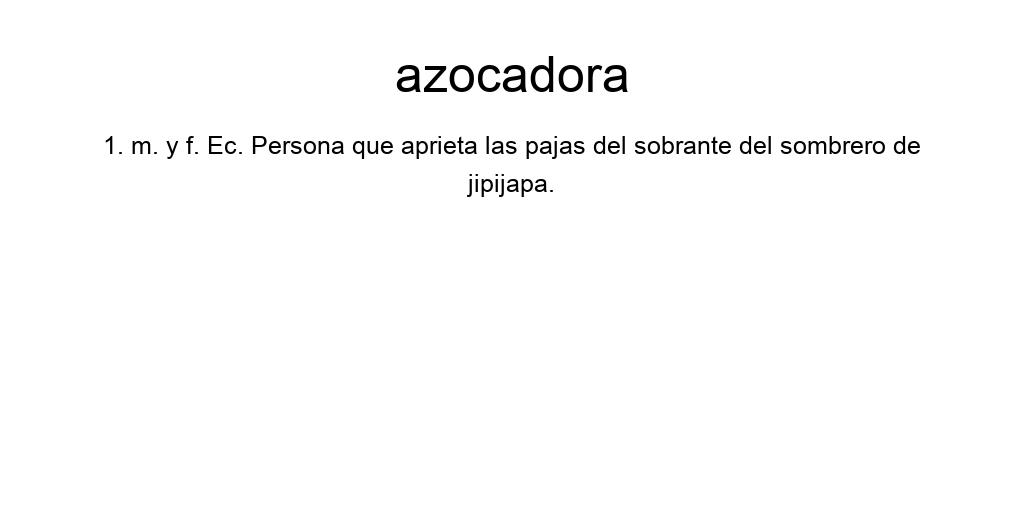 azocadora
1. m. y f. Ec. Persona que aprieta las pajas del sobrante del sombrero de
jipijapa.